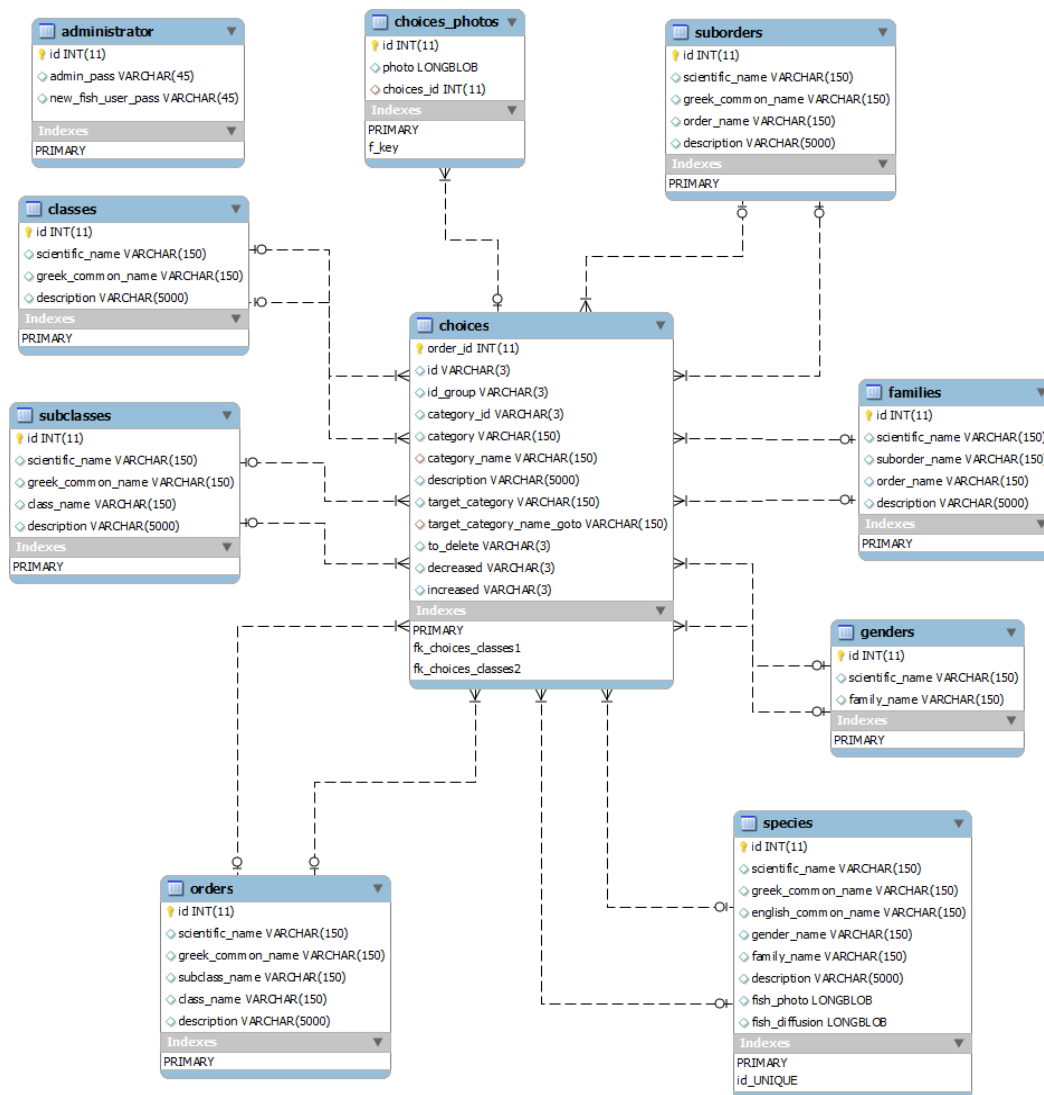 administrator
id INT(11)
admin_pass VARCHAR(45)
new_fish_user_pass VARCHAR(45)
Indexes
PRIMARY
choices_photos
id INT(11)
photo LONGBLOB
choices_id INT(11)
Indexes
PRIMARY
f_key
suborders
id INT(11)
scientific_name VARCHAR(150)
greek_common_name VARCHAR(150)
order_name VARCHAR(150)
description VARCHAR(5000)
Indexes
PRIMARY
classes
id INT(11)
scientific_name VARCHAR(150)
greek_common_name VARCHAR(150)
description VARCHAR(5000)
Indexes
PRIMARY
choices
order_id INT(11)
id VARCHAR(3)
id_group VARCHAR(3)
category_id VARCHAR(3)
category VARCHAR(150)
category_name VARCHAR(150)
description VARCHAR(5000)
target_category VARCHAR(150)
target_category_name_goto VARCHAR(150)
to_delete VARCHAR(3)
decreased VARCHAR(3)
increased VARCHAR(3)
Indexes
PRIMARY
fk_choices_classes1
fk_choices_classes2
subclasses
id INT(11)
scientific_name VARCHAR(150)
greek_common_name VARCHAR(150)
class_name VARCHAR(150)
description VARCHAR(5000)
Indexes
PRIMARY
families
id INT(11)
scientific_name VARCHAR(150)
suborder_name VARCHAR(150)
order_name VARCHAR(150)
description VARCHAR(5000)
Indexes
PRIMARY
genders
id INT(11)
scientific_name VARCHAR(150)
family_name VARCHAR(150)
Indexes
PRIMARY
orders
id INT(11)
scientific_name VARCHAR(150)
greek_common_name VARCHAR(150)
subclass_name VARCHAR(150)
class_name VARCHAR(150)
description VARCHAR(5000)
Indexes
PRIMARY
species
id INT(11)
scientific_name VARCHAR(150)
greek_common_name VARCHAR(150)
english_common_name VARCHAR(150)
gender_name VARCHAR(150)
family_name VARCHAR(150)
description VARCHAR(5000)
fish_photo LONGBLOB
fish_diffusion LONGBLOB
Indexes
PRIMARY
id_UNIQUE